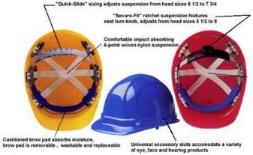 "Quick-Slide" sizing adjusts suspension from head sizes 6 1/2 to 7 3/4
"Secure-Fit" ratchet suspension features
east turn knob, adjusts from head sizes 6 1/2 to 8
Comfortable impact absorbing
6-point woven nylon suspension
Cushioned brow pad absorbs moisture,
brow pad is removable , washable and replaceable
Universal accessory slots accomodate a variety
of eye, face and hearing products